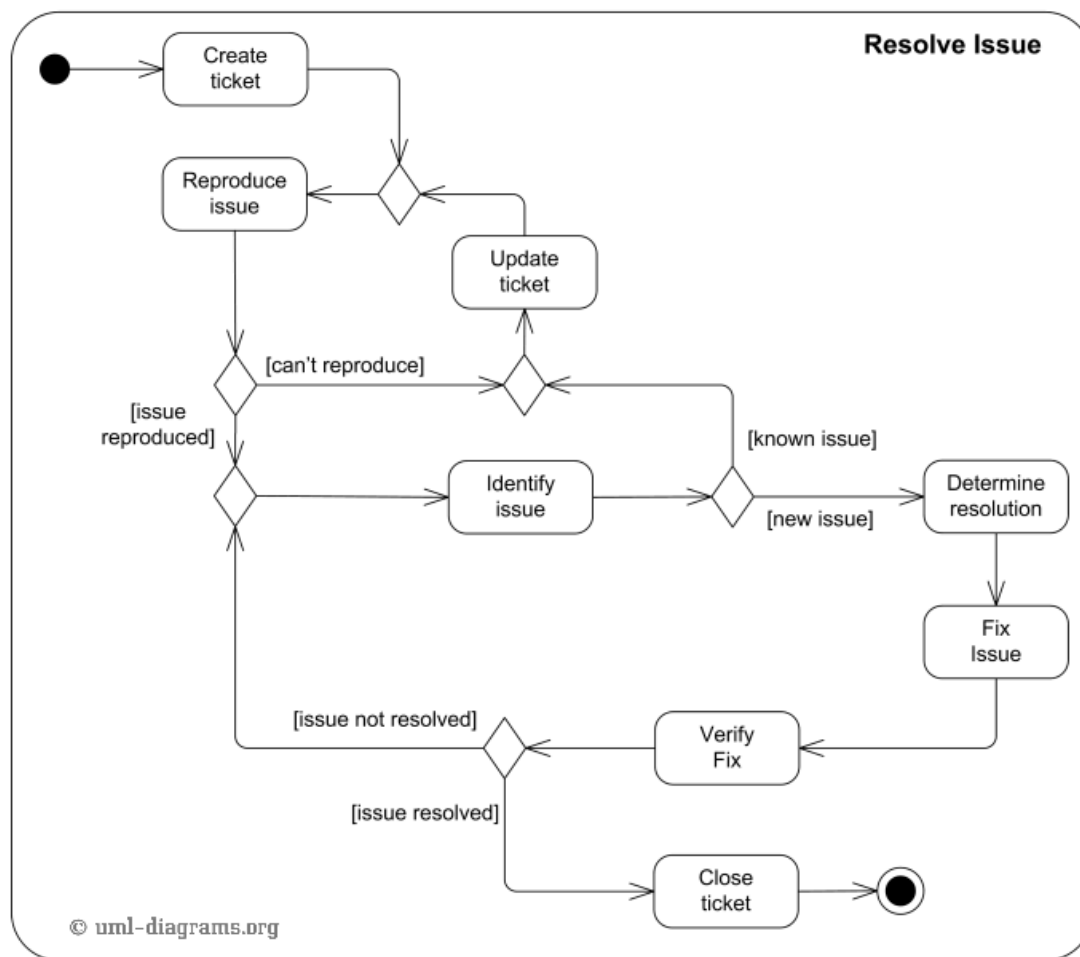 Resolve Issue
Create
ticket
Reproduce
issue
Update
ticket
[can't reproduce]
[issue
reproduced]
[known issue]
Identify
issue
Determine
resolution
[new issue]
Fix
Issue
[issue not resolved]
Verify
Fix
[issue resolved]
Close
ticket
© uml-diagrams.org